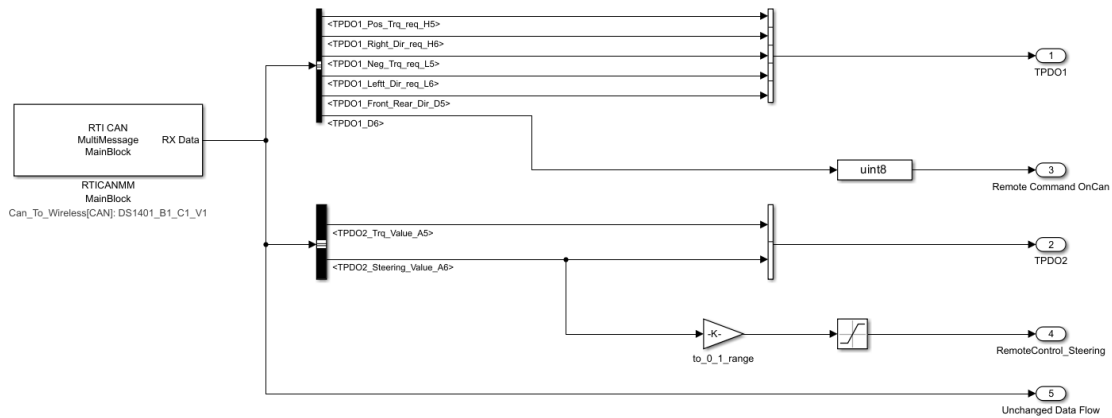 <TPDO1_Pos_Trq_req_H5>
<TPDO1_Right_Dir_req_H6>
<TPDO1_Neg_Trq_req_L5>
<TPDO1_Leftt_Dir_req_L6>
<TPDO1_Front_Rear_Dir_D5>
<TPDO1_D6>
1
TPDO1
RTI CAN
MultiMessage
MainBlock
RX Data
RTICANMM
MainBlock
Can_To_Wireless[CAN]: DS1401_B1_C1_V1
uint8
3
Remote Command OnCan
<TPDO2_Trq_Value_A5>
<TPDO2_Steering_Value_A6>
2
TPDO2
-K-
to_0_1_range
4
RemoteControl_Steering
5
Unchanged Data Flow